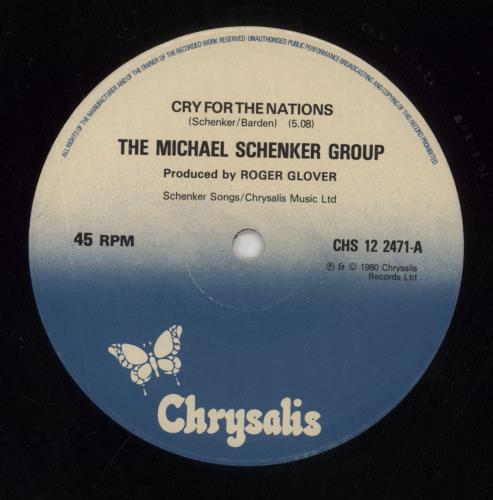 ALL RIGHTS OF THE MANUFACTURER AND OF THE OWNER OF THE RECORDED WORK RESERVED · UNAUTHORISED PUBLIC PERFORMANCE BROADCASTING AND COPYING OF THIS RECORD PROHIBITED
CRY FOR THE NATIONS
(Schenker/Barden) (5.08)
THE MICHAEL SCHENKER GROUP
Produced by ROGER GLOVER
Schenker Songs/Chrysalis Music Ltd
45 RPM
CHS 12 2471-A
℗ & © 1980 Chrysalis
Records Ltd
Chrysalis